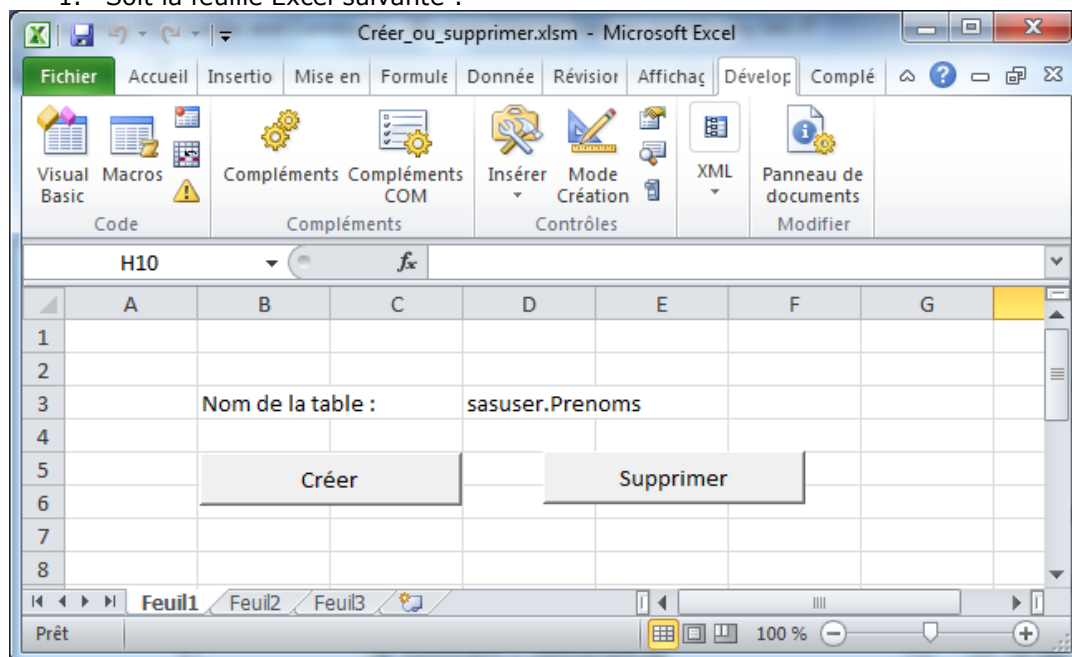 1. Soit la feuille Excel suivante :
Créer_ou_supprimer.xlsm - Microsoft Excel
Fichier Accueil Insertio Mise en Formule Donnée Révision Affichag Dévelop Complé
Visual Basic Macros Compléments Compléments COM Insérer Mode Création XML Panneau de documents
Code Compléments Contrôles Modifier
H10 fx
A B C D E F G
1
2
3 Nom de la table : sasuser.Prenoms
4
5 Créer Supprimer
6
7
8
Feuil1 Feuil2 Feuil3
Prêt 100 %